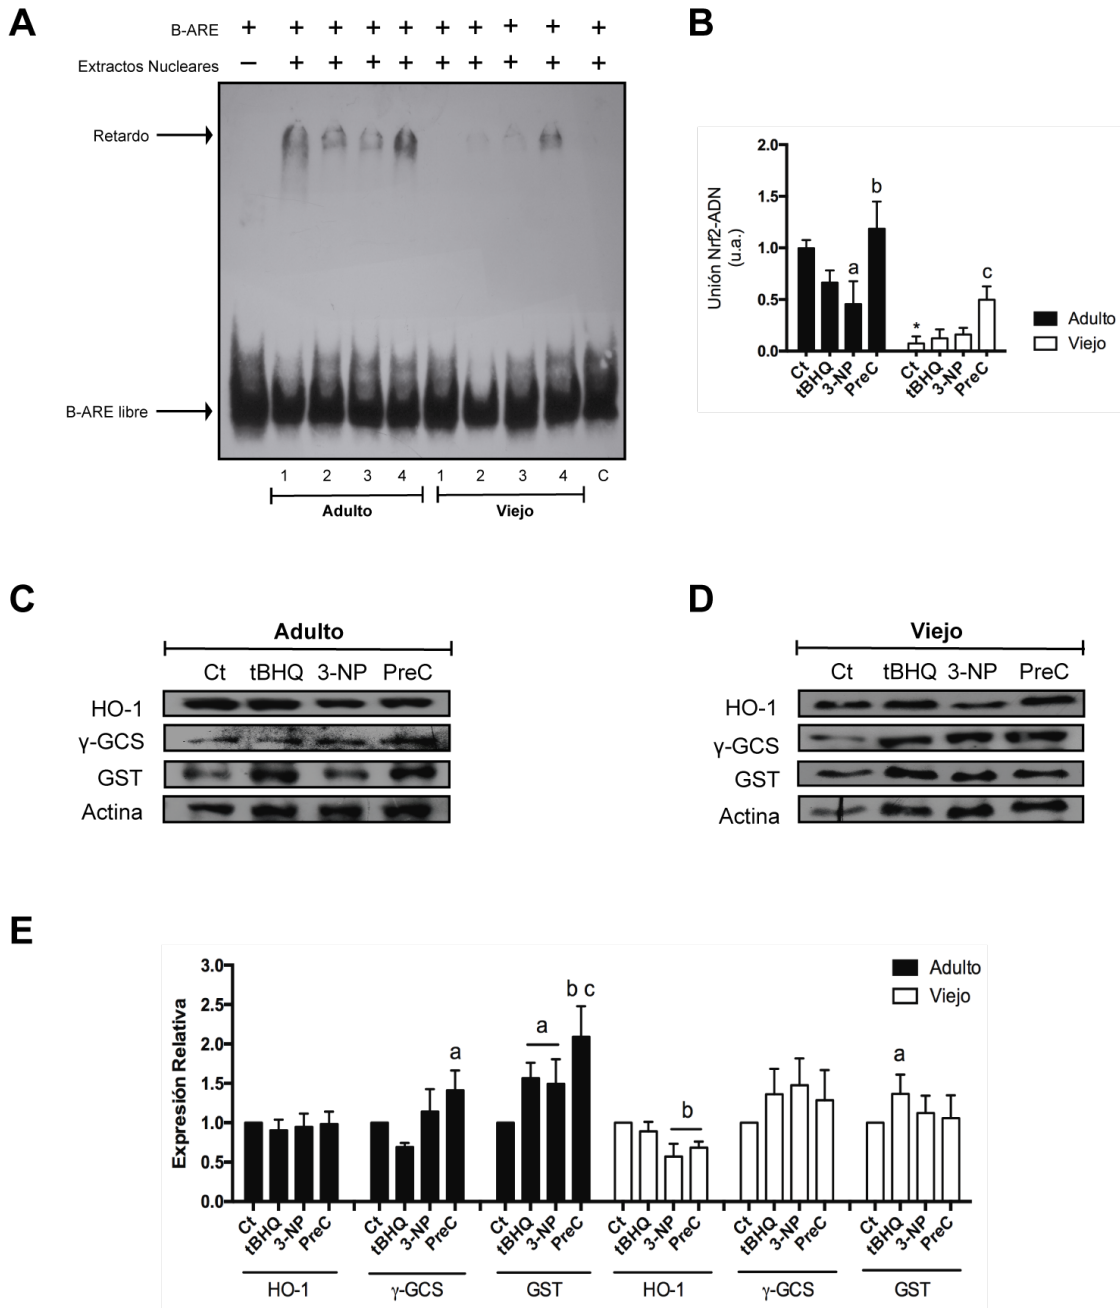 A
B-ARE + + + + + + + + + +
Extractos Nucleares − + + + + + + + + +
Retardo
B-ARE libre
1 2 3 4 1 2 3 4 C
Adulto Viejo
B
2.0
1.5
1.0
0.5
0.0
Unión Nrf2-ADN
(u.a.)
a b * c
Ct tBHQ 3-NP PreC Ct tBHQ 3-NP PreC
Adulto
Viejo
C
Adulto
Ct tBHQ 3-NP PreC
HO-1
γ-GCS
GST
Actina
D
Viejo
Ct tBHQ 3-NP PreC
HO-1
γ-GCS
GST
Actina
E
Expresión Relativa
3.0
2.5
2.0
1.5
1.0
0.5
0.0
a a b c b a
Adulto
Viejo
Ct tBHQ 3-NP PreC Ct tBHQ 3-NP PreC Ct tBHQ 3-NP PreC Ct tBHQ 3-NP PreC Ct tBHQ 3-NP PreC Ct tBHQ 3-NP PreC
HO-1 γ-GCS GST HO-1 γ-GCS GST